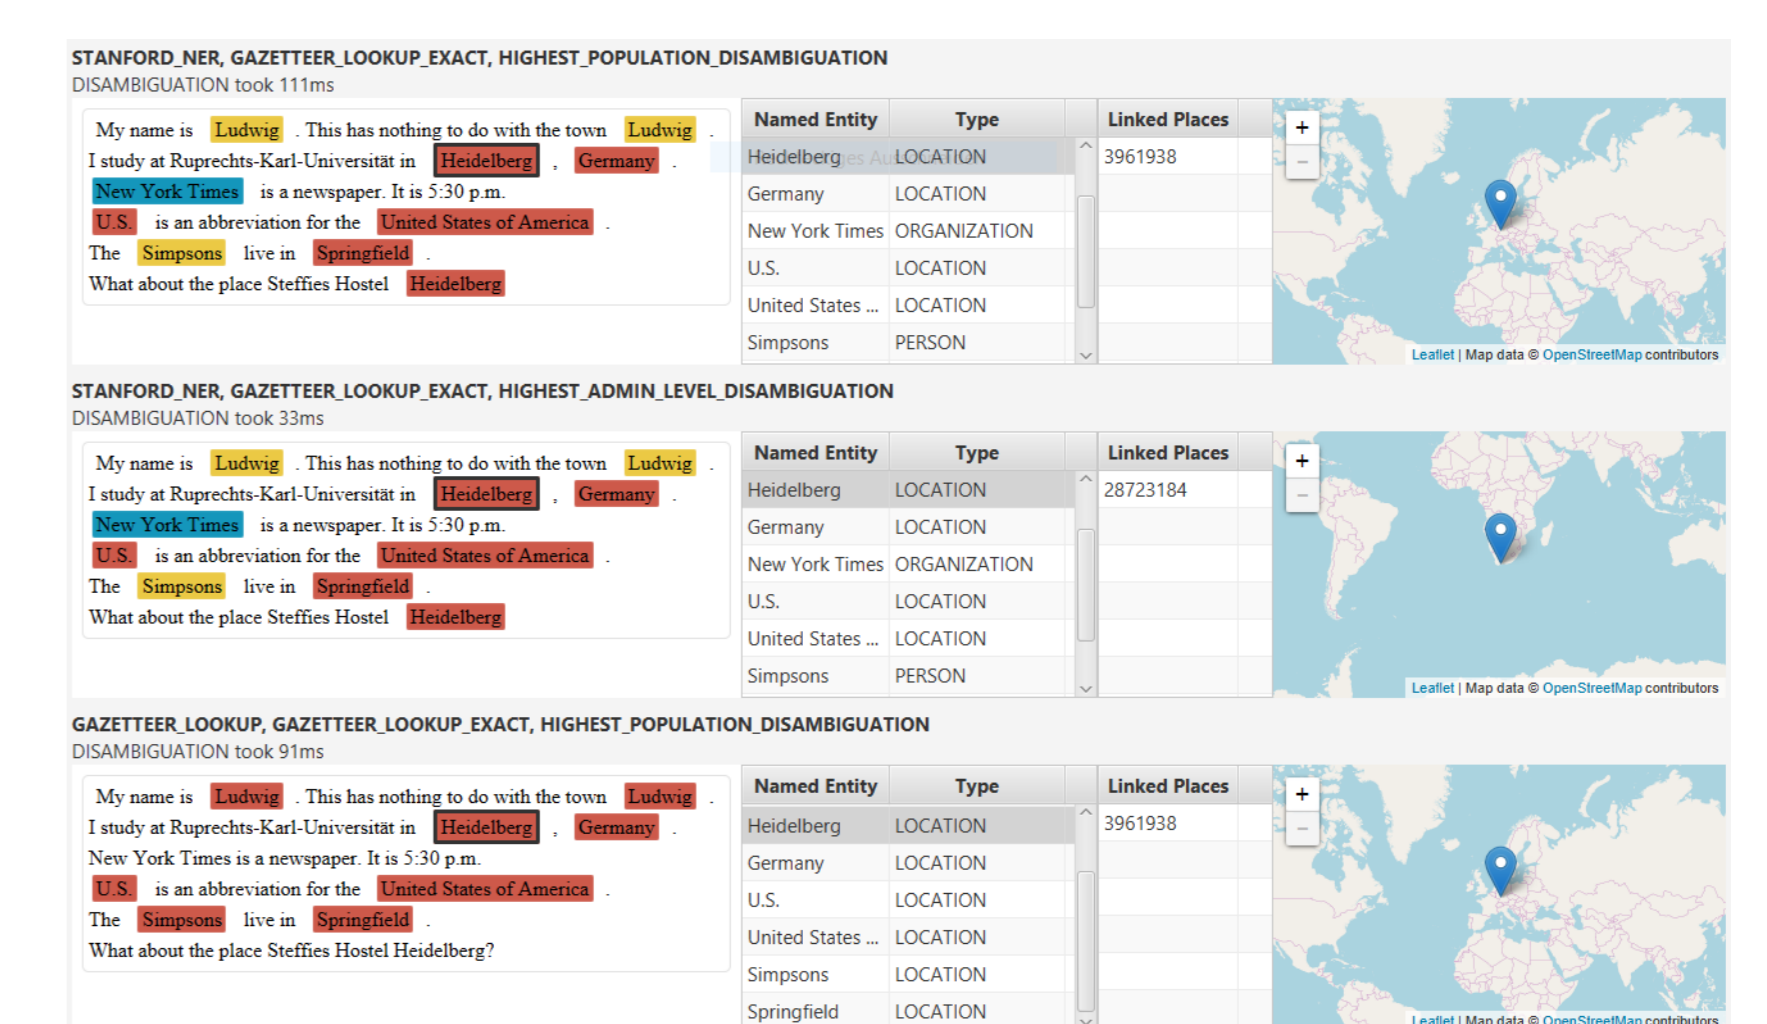 STANFORD_NER, GAZETTEER_LOOKUP_EXACT, HIGHEST_POPULATION_DISAMBIGUATION
DISAMBIGUATION took 111ms
My name is Ludwig . This has nothing to do with the town Ludwig .
I study at Ruprechts-Karl-Universität in Heidelberg , Germany .
New York Times is a newspaper. It is 5:30 p.m.
U.S. is an abbreviation for the United States of America .
The Simpsons live in Springfield .
What about the place Steffies Hostel Heidelberg
Named Entity Type Linked Places
Heidelberg LOCATION 3961938
Germany LOCATION
New York Times ORGANIZATION
U.S. LOCATION
United States ... LOCATION
Simpsons PERSON
+
−
Leaflet | Map data © OpenStreetMap contributors
STANFORD_NER, GAZETTEER_LOOKUP_EXACT, HIGHEST_ADMIN_LEVEL_DISAMBIGUATION
DISAMBIGUATION took 33ms
My name is Ludwig . This has nothing to do with the town Ludwig .
I study at Ruprechts-Karl-Universität in Heidelberg , Germany .
New York Times is a newspaper. It is 5:30 p.m.
U.S. is an abbreviation for the United States of America .
The Simpsons live in Springfield .
What about the place Steffies Hostel Heidelberg
Named Entity Type Linked Places
Heidelberg LOCATION 28723184
Germany LOCATION
New York Times ORGANIZATION
U.S. LOCATION
United States ... LOCATION
Simpsons PERSON
+
−
Leaflet | Map data © OpenStreetMap contributors
GAZETTEER_LOOKUP, GAZETTEER_LOOKUP_EXACT, HIGHEST_POPULATION_DISAMBIGUATION
DISAMBIGUATION took 91ms
My name is Ludwig . This has nothing to do with the town Ludwig .
I study at Ruprechts-Karl-Universität in Heidelberg , Germany .
New York Times is a newspaper. It is 5:30 p.m.
U.S. is an abbreviation for the United States of America .
The Simpsons live in Springfield .
What about the place Steffies Hostel Heidelberg?
Named Entity Type Linked Places
Heidelberg LOCATION 3961938
Germany LOCATION
U.S. LOCATION
United States ... LOCATION
Simpsons LOCATION
Springfield LOCATION
+
−
Leaflet | Map data © OpenStreetMap contributors